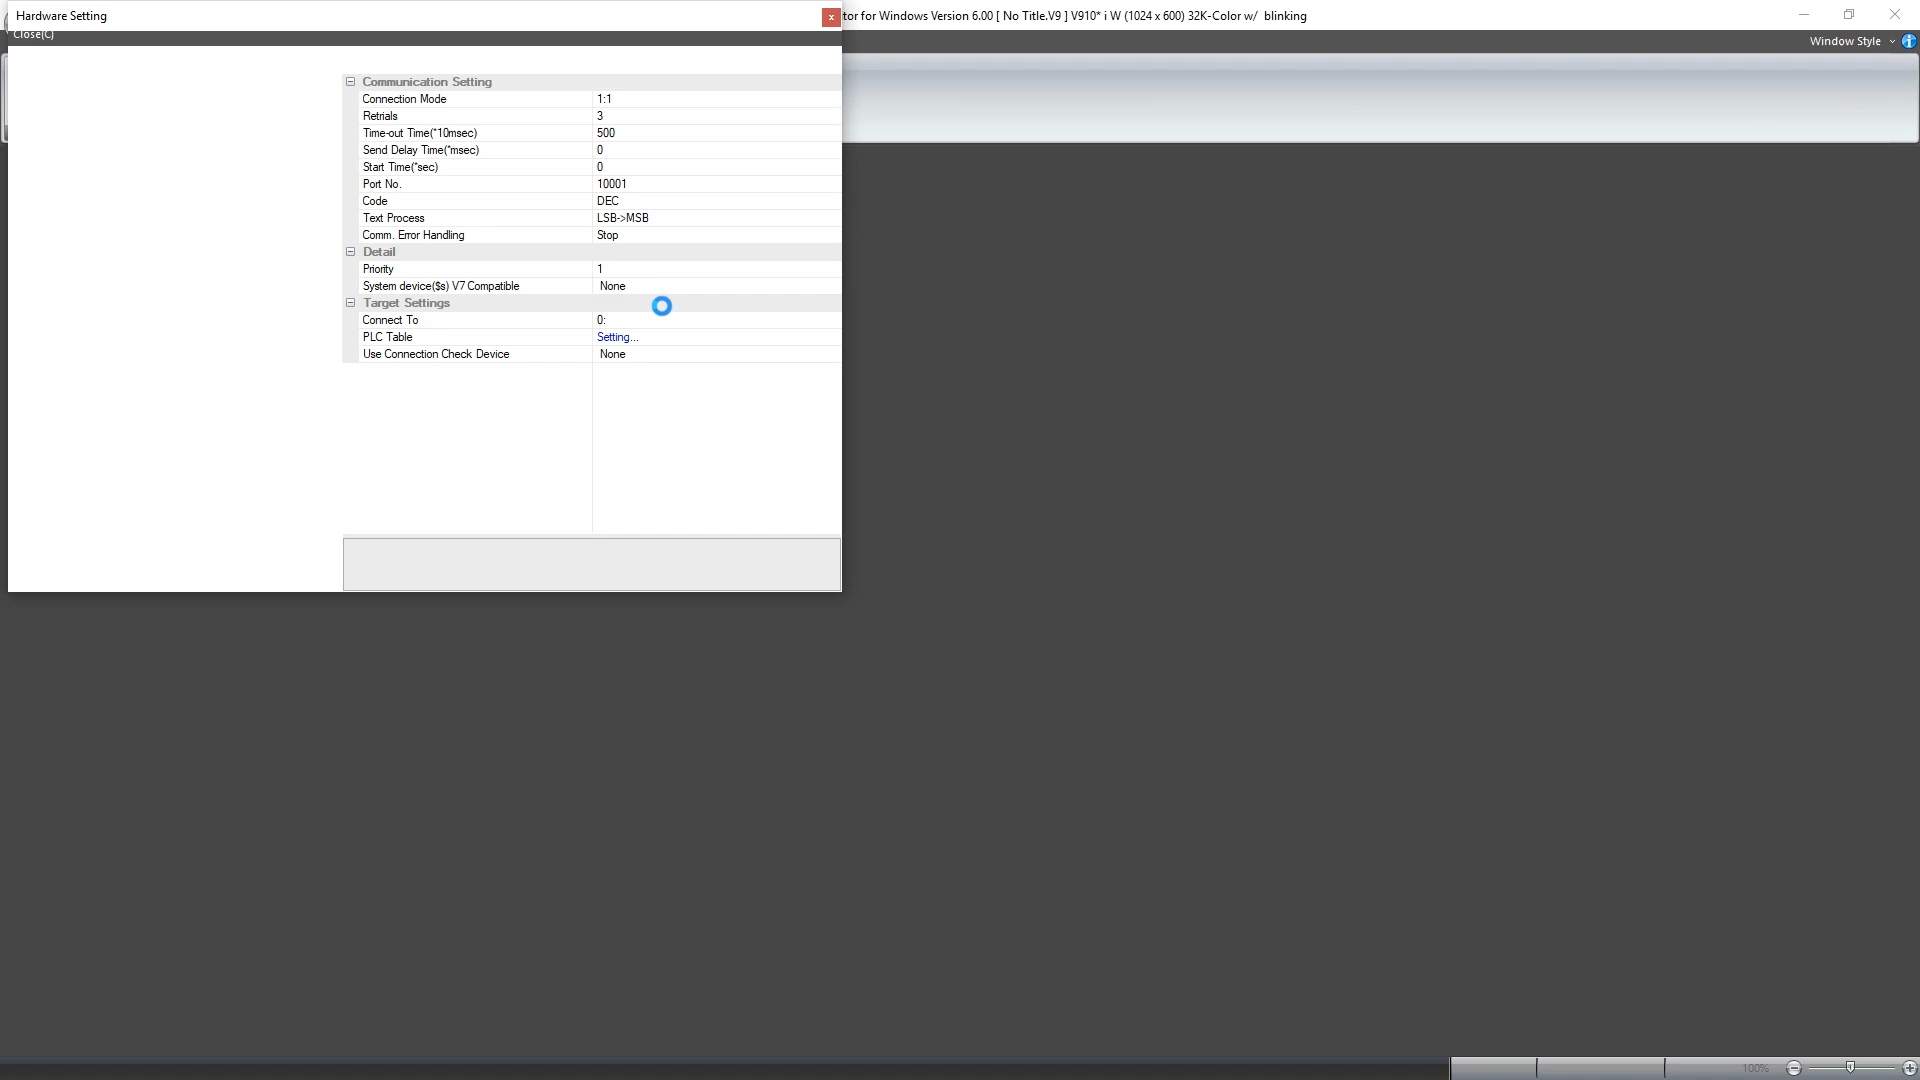 Hardware Setting
x
tor for Windows Version 6.00 [ No Title.V9 ] V910* i W (1024 x 600) 32K-Color w/ blinking
Close(C)
Window Style
Communication Setting
Connection Mode 1:1
Retrials 3
Time-out Time(*10msec) 500
Send Delay Time(*msec) 0
Start Time(*sec) 0
Port No. 10001
Code DEC
Text Process LSB->MSB
Comm. Error Handling Stop
Detail
Priority 1
System device($s) V7 Compatible None
Target Settings
Connect To 0:
PLC Table Setting...
Use Connection Check Device None
100%